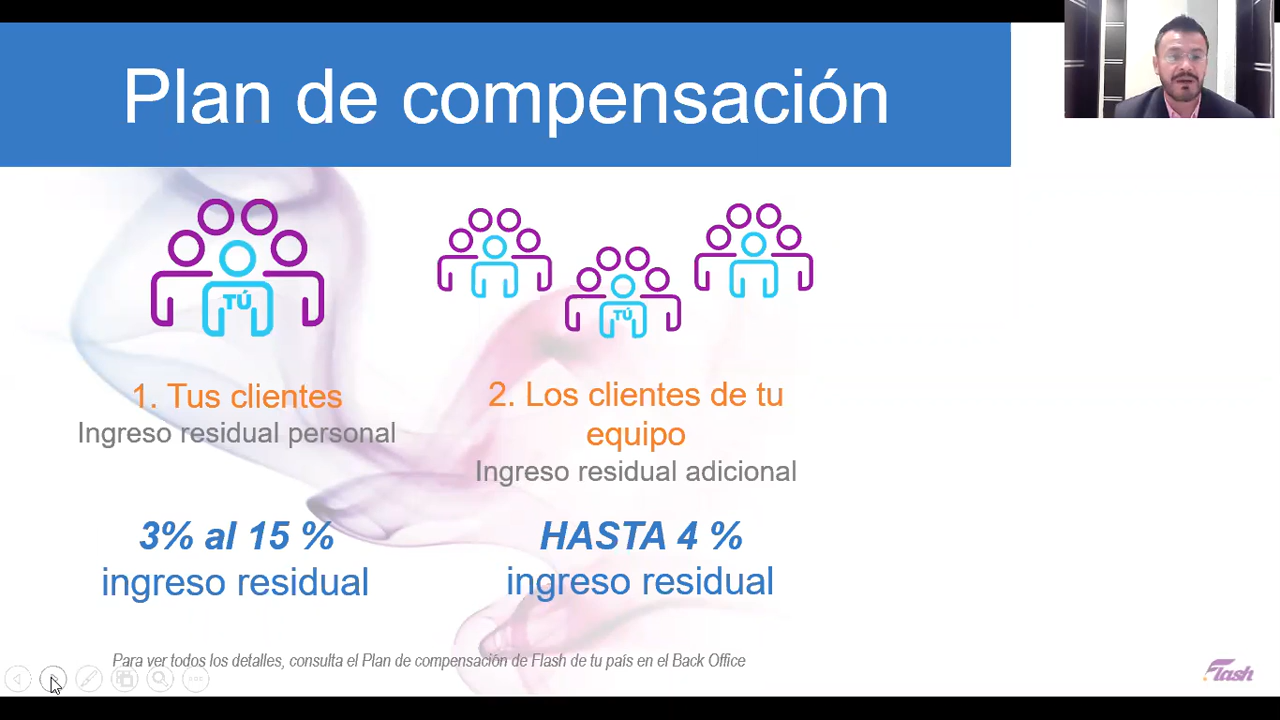 Plan de compensación
TÚ
TÚ
1. Tus clientes
Ingreso residual personal
3% al 15 %
ingreso residual
2. Los clientes de tu
equipo
Ingreso residual adicional
HASTA 4 %
ingreso residual
Para ver todos los detalles, consulta el Plan de compensación de Flash de tu país en el Back Office
Flash